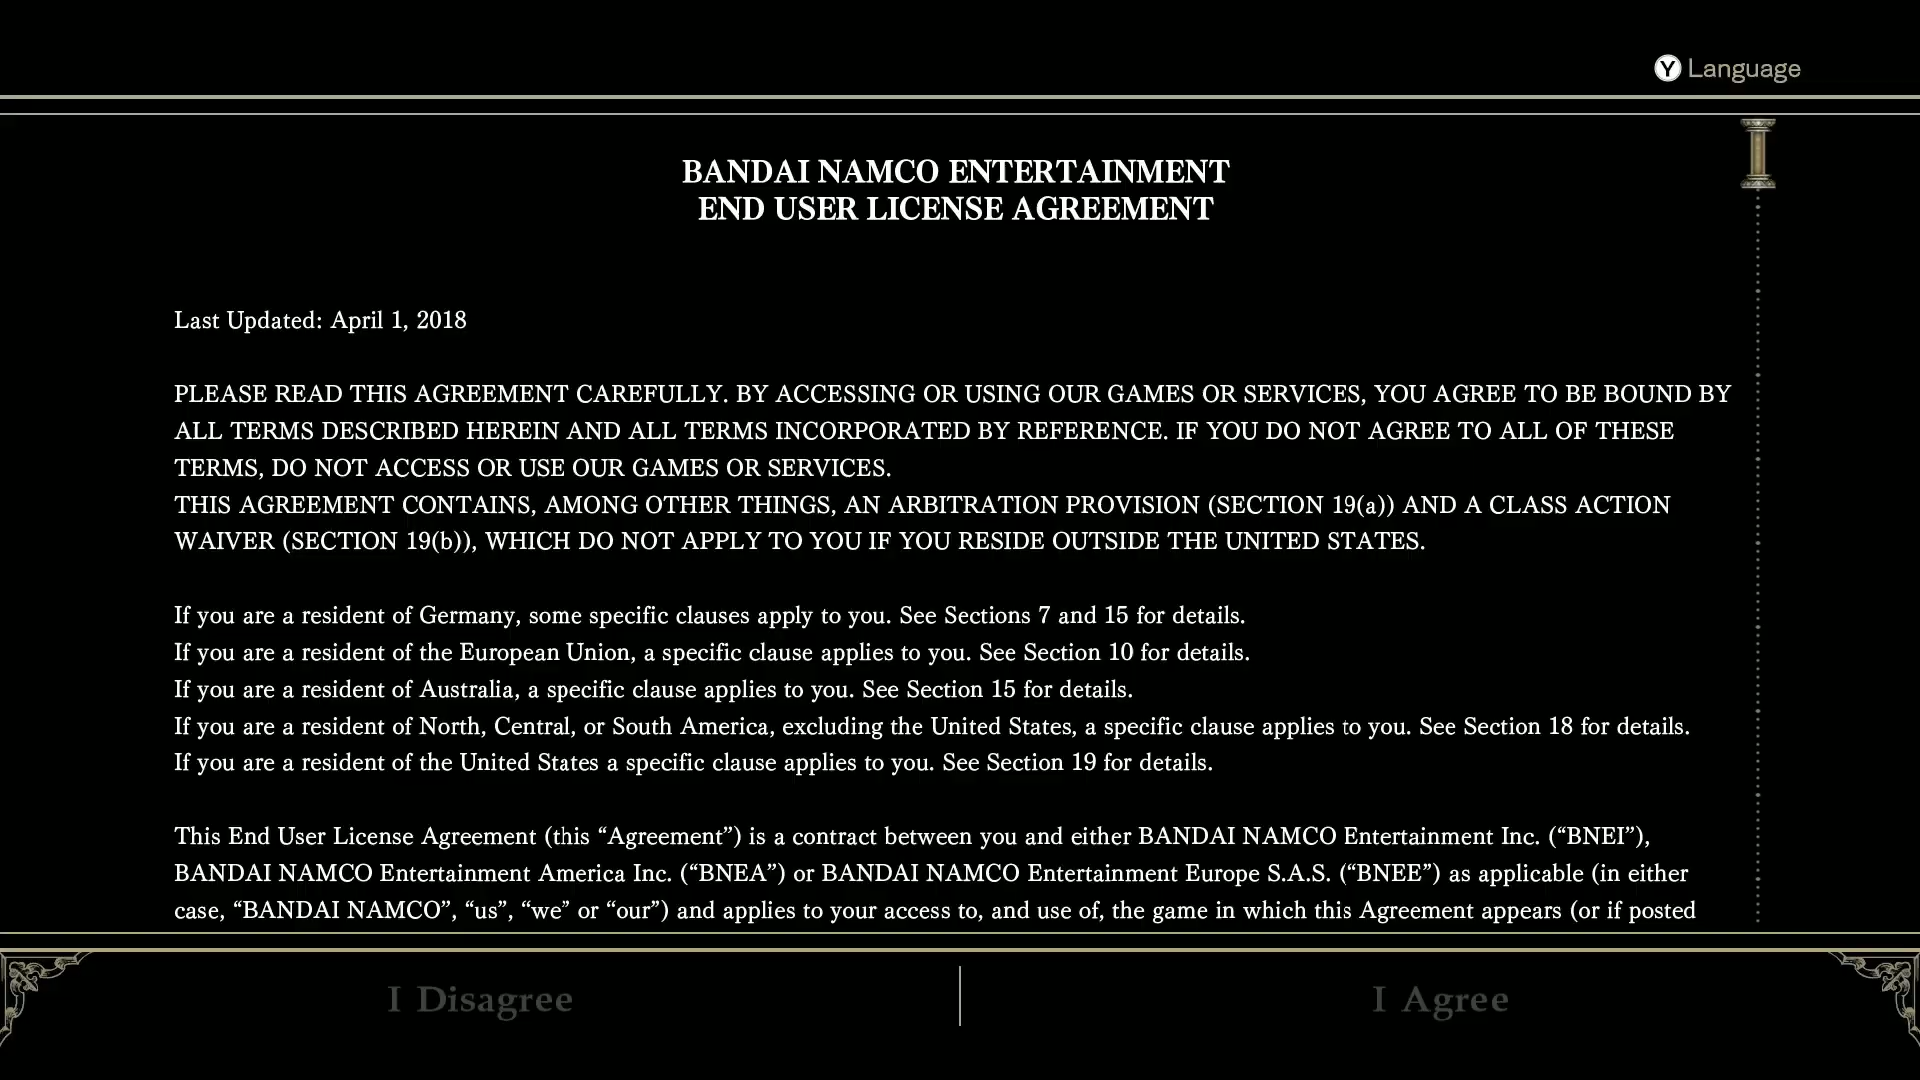 Y Language
BANDAI NAMCO ENTERTAINMENT
END USER LICENSE AGREEMENT
Last Updated: April 1, 2018
PLEASE READ THIS AGREEMENT CAREFULLY. BY ACCESSING OR USING OUR GAMES OR SERVICES, YOU AGREE TO BE BOUND BY
ALL TERMS DESCRIBED HEREIN AND ALL TERMS INCORPORATED BY REFERENCE. IF YOU DO NOT AGREE TO ALL OF THESE
TERMS, DO NOT ACCESS OR USE OUR GAMES OR SERVICES.
THIS AGREEMENT CONTAINS, AMONG OTHER THINGS, AN ARBITRATION PROVISION (SECTION 19(a)) AND A CLASS ACTION
WAIVER (SECTION 19(b)), WHICH DO NOT APPLY TO YOU IF YOU RESIDE OUTSIDE THE UNITED STATES.
If you are a resident of Germany, some specific clauses apply to you. See Sections 7 and 15 for details.
If you are a resident of the European Union, a specific clause applies to you. See Section 10 for details.
If you are a resident of Australia, a specific clause applies to you. See Section 15 for details.
If you are a resident of North, Central, or South America, excluding the United States, a specific clause applies to you. See Section 18 for details.
If you are a resident of the United States a specific clause applies to you. See Section 19 for details.
This End User License Agreement (this “Agreement”) is a contract between you and either BANDAI NAMCO Entertainment Inc. (“BNEI”),
BANDAI NAMCO Entertainment America Inc. (“BNEA”) or BANDAI NAMCO Entertainment Europe S.A.S. (“BNEE”) as applicable (in either
case, “BANDAI NAMCO”, “us”, “we” or “our”) and applies to your access to, and use of, the game in which this Agreement appears (or if posted
I Disagree
I Agree